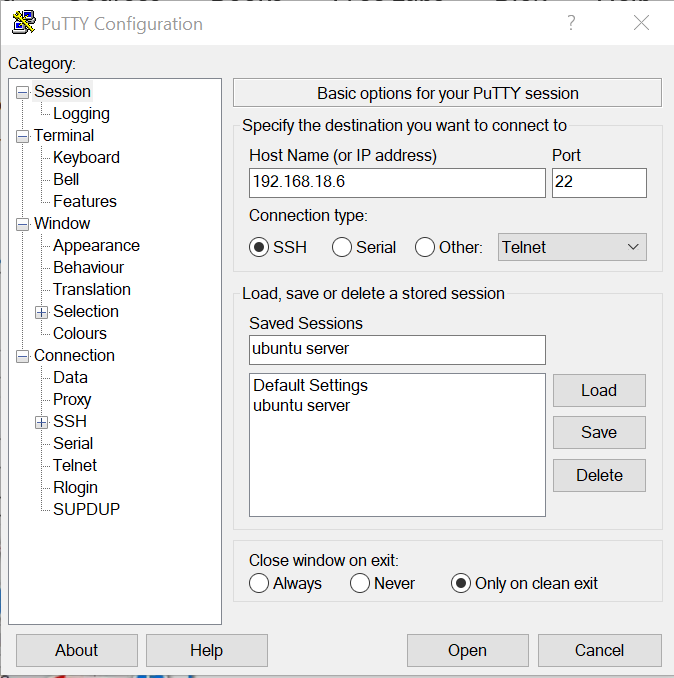 PuTTY Configuration
?
Category:
Session
Logging
Terminal
Keyboard
Bell
Features
Window
Appearance
Behaviour
Translation
Selection
Colours
Connection
Data
Proxy
SSH
Serial
Telnet
Rlogin
SUPDUP
Basic options for your PuTTY session
Specify the destination you want to connect to
Host Name (or IP address) Port
192.168.18.6 22
Connection type:
SSH Serial Other: Telnet
Load, save or delete a stored session
Saved Sessions
ubuntu server
Default Settings
ubuntu server
Load
Save
Delete
Close window on exit:
Always Never Only on clean exit
About Help Open Cancel